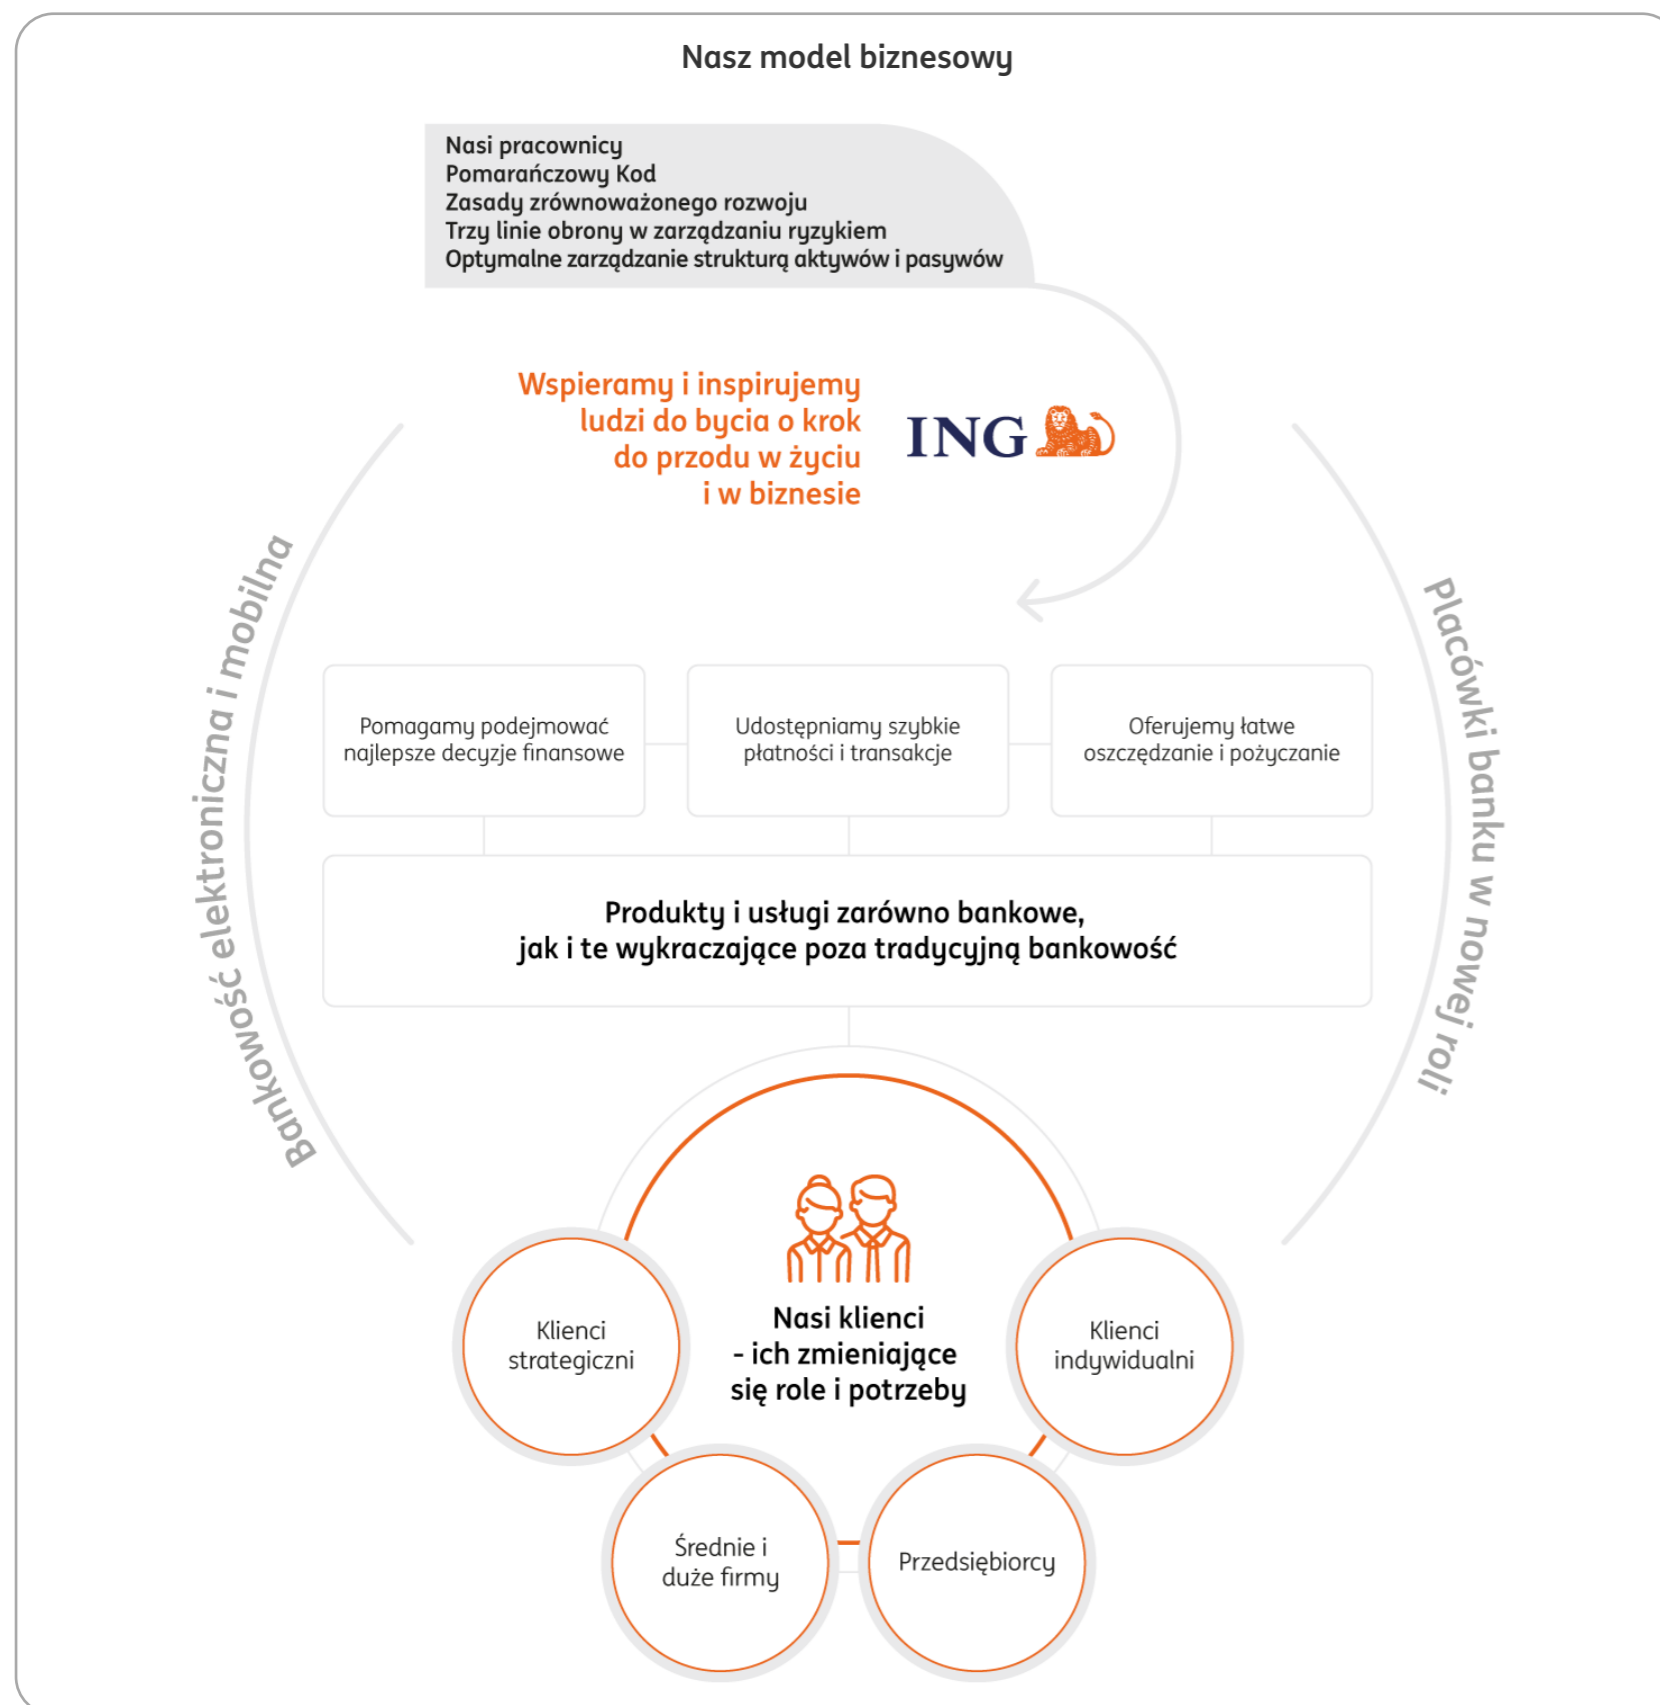 Nasz model biznesowy
Nasi pracownicy
Pomarańczowy Kod
Zasady zrównoważonego rozwoju
Trzy linie obrony w zarządzaniu ryzykiem
Optymalne zarządzanie strukturą aktywów i pasywów
Wspieramy i inspirujemy
ludzi do bycia o krok
do przodu w życiu
i w biznesie
ING
Bankowość elektroniczna i mobilna
Placówki banku w nowej roli
Pomagamy podejmować
najlepsze decyzje finansowe
Udostępniamy szybkie
płatności i transakcje
Oferujemy łatwe
oszczędzanie i pożyczanie
Produkty i usługi zarówno bankowe,
jak i te wykraczające poza tradycyjną bankowość
Nasi klienci
- ich zmieniające
się role i potrzeby
Klienci
strategiczni
Klienci
indywidualni
Średnie i
duże firmy
Przedsiębiorcy